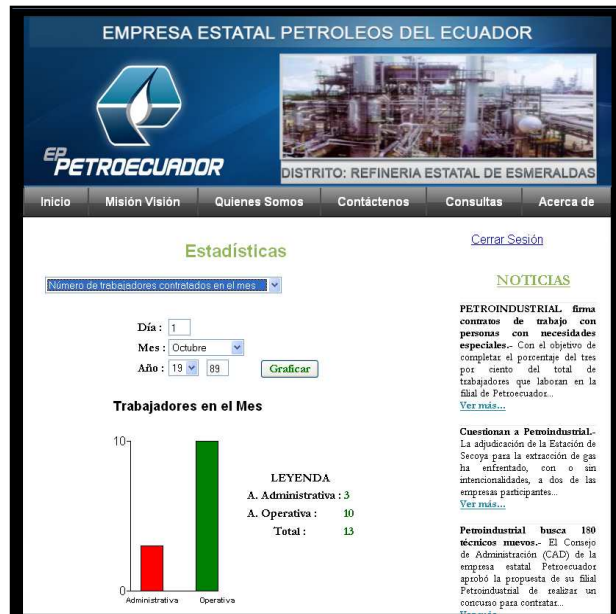 EMPRESA ESTATAL PETROLEOS DEL ECUADOR
EP
PETROECUADOR
DISTRITO: REFINERIA ESTATAL DE ESMERALDAS
Inicio Misión Visión Quienes Somos Contáctenos Consultas Acerca de
Cerrar Sesión
Estadísticas
Número de trabajadores contratados en el mes
Día : 1
Mes : Octubre
Año : 19 89 Graficar
Trabajadores en el Mes
10
0
Administrativa Operativa
LEYENDA
A. Administrativa : 3
A. Operativa : 10
Total : 13
NOTICIAS
PETROINDUSTRIAL firma
contratos de trabajo con
personas con necesidades
especiales.- Con el objetivo de
completar el porcentaje del tres
por ciento del total de
trabajadores que laboran en la
filial de Petroecuador...
Ver más...
Cuestionan a Petroindustrial.-
La adjudicación de la Estación de
Secoya para la extracción de gas
ha enfrentado, con o sin
intencionalidades, a dos de las
empresas participantes...
Ver más...
Petroindustrial busca 180
técnicos nuevos.- El Consejo
de Administración (CAD) de la
empresa estatal Petroecuador
aprobó la propuesta de su filial
Petroindustrial de realizar un
concurso para contratar...